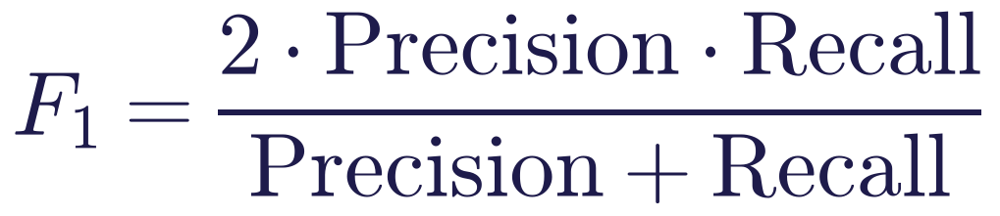 F₁ = 2 · Precision · Recall
Precision + Recall